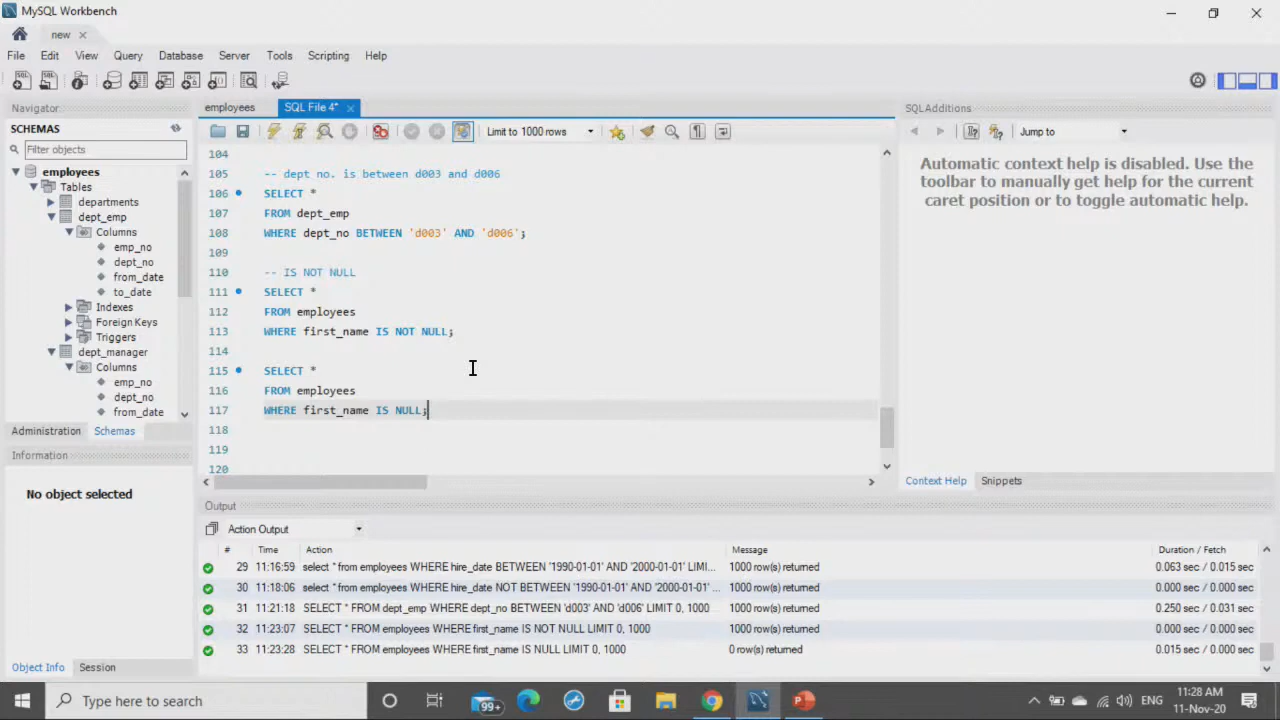 MySQL Workbench
new
File Edit View Query Database Server Tools Scripting Help
Navigator
SCHEMAS
Filter objects
employees
Tables
departments
dept_emp
Columns
emp_no
dept_no
from_date
to_date
Indexes
Foreign Keys
Triggers
dept_manager
Columns
emp_no
dept_no
from_date
Administration Schemas
Information
No object selected
Object Info Session
employees SQL File 4*
Limit to 1000 rows
104
105 -- dept no. is between d003 and d006
106 SELECT *
107 FROM dept_emp
108 WHERE dept_no BETWEEN 'd003' AND 'd006';
109
110 -- IS NOT NULL
111 SELECT *
112 FROM employees
113 WHERE first_name IS NOT NULL;
114
115 SELECT *
116 FROM employees
117 WHERE first_name IS NULL;
118
119
120
SQLAdditions
Jump to
Automatic context help is disabled. Use the
toolbar to manually get help for the current
caret position or to toggle automatic help.
Context Help Snippets
Output
Action Output
# Time Action Message Duration / Fetch
29 11:16:59 select * from employees WHERE hire_date BETWEEN '1990-01-01' AND '2000-01-01' LIMI... 1000 row(s) returned 0.063 sec / 0.015 sec
30 11:18:06 select * from employees WHERE hire_date NOT BETWEEN '1990-01-01' AND '2000-01-01' ... 1000 row(s) returned 0.000 sec / 0.000 sec
31 11:21:18 SELECT * FROM dept_emp WHERE dept_no BETWEEN 'd003' AND 'd006' LIMIT 0, 1000 1000 row(s) returned 0.250 sec / 0.031 sec
32 11:23:07 SELECT * FROM employees WHERE first_name IS NOT NULL LIMIT 0, 1000 1000 row(s) returned 0.000 sec / 0.000 sec
33 11:23:28 SELECT * FROM employees WHERE first_name IS NULL LIMIT 0, 1000 0 row(s) returned 0.015 sec / 0.000 sec
Type here to search
99+
ENG
11:28 AM
11-Nov-20